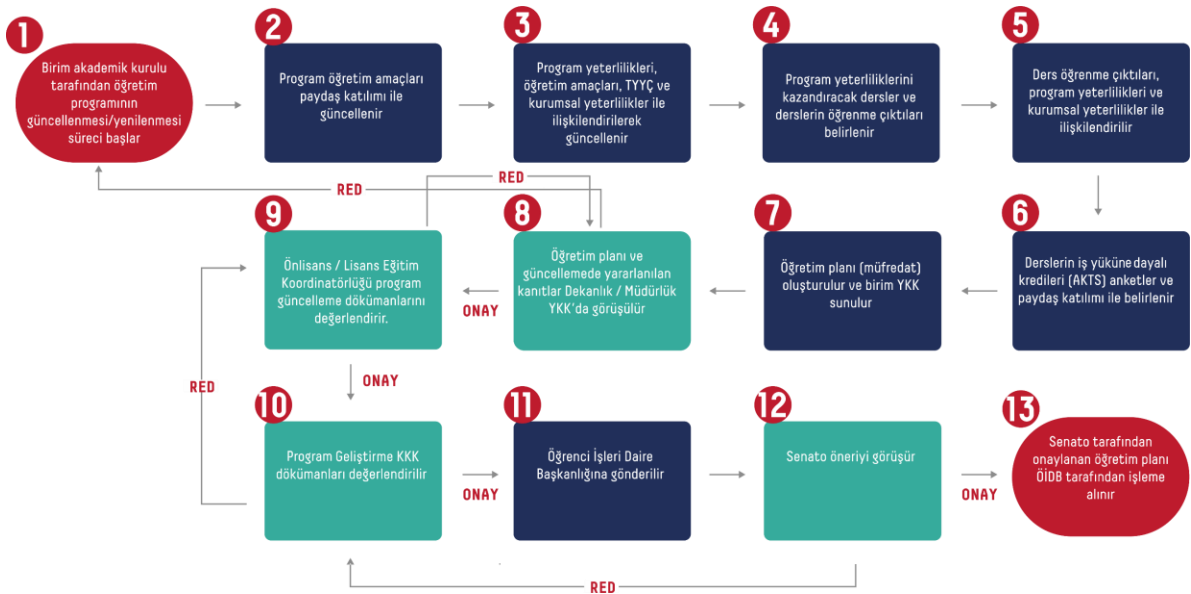 1
Birim akademik kurulu
tarafından öğretim
programının
güncellenmesi/yenilenmesi
süreci başlar
2
Program öğretim amaçları
paydaş katılımı ile
güncellenir
3
Program yeterlilikleri,
öğretim amaçları, TYYÇ ve
kurumsal yeterlilikler ile
ilişkilendirilerek
güncellenir
4
Program yeterliliklerini
kazandıracak dersler ve
derslerin öğrenme çıktıları
belirlenir
5
Ders öğrenme çıktıları,
program yeterlilikleri ve
kurumsal yeterlilikler ile
ilişkilendirilir
RED
RED
9
Önlisans / Lisans Eğitim
Koordinatörlüğü program
güncelleme dökümanlarını
değerlendirir.
ONAY
8
Öğretim planı ve
güncellemede yararlanılan
kanıtlar Dekanlık / Müdürlük
YKK'da görüşülür
7
Öğretim planı (müfredat)
oluşturulur ve birim YKK
sunulur
6
Derslerin iş yüküne dayalı
kredileri (AKTS) anketler ve
paydaş katılımı ile belirlenir
RED
ONAY
10
Program Geliştirme KKK
dökümanları değerlendirilir
ONAY
11
Öğrenci İşleri Daire
Başkanlığına gönderilir
12
Senato öneriyi görüşür
ONAY
13
Senato tarafından
onaylanan öğretim planı
ÖİDB tarafından işleme
alınır
RED